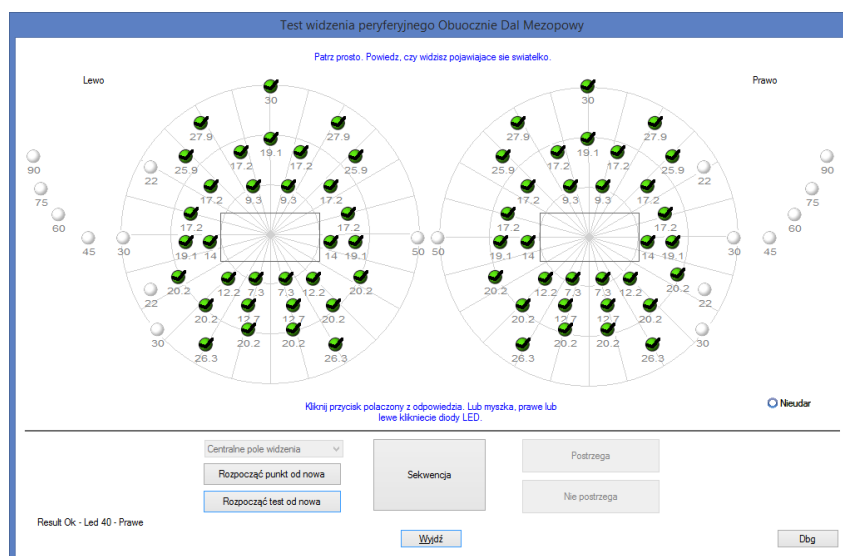 Test widzenia peryferyjnego Obuocznie Dal Mezopowy
Patrz prosto. Powiedz, czy widzisz pojawiajace sie swiatelko.
Lewo
Prawo
30 30
27.9 27.9 27.9 27.9
19.1 19.1
25.9 17.2 17.2 25.9 25.9 17.2 17.2 25.9
90 22 22 90
17.2 9.3 9.3 17.2 17.2 9.3 9.3 17.2
75 75
60 17.2 17.2 17.2 17.2 60
45 30 19.1 14 14 19.1 50 50 19.1 14 14 19.1 30 45
20.2 12.2 7.3 7.3 12.2 20.2 20.2 12.2 7.3 7.3 12.2 20.2
22 22
20.2 12.7 12.7 20.2 20.2 12.7 12.7 20.2
30 20.2 20.2 20.2 20.2 30
26.3 26.3 26.3 26.3
Kliknij przycisk polaczony z odpowiedzia. Lub myszka, prawe lub
lewe klikniecie diody LED.
Nieudar
Centralne pole widzenia
Rozpocząć punkt od nowa
Rozpocząć test od nowa
Sekwencja
Postrzega
Nie postrzega
Result Ok - Led 40 - Prawe
Wyjdź
Dbg